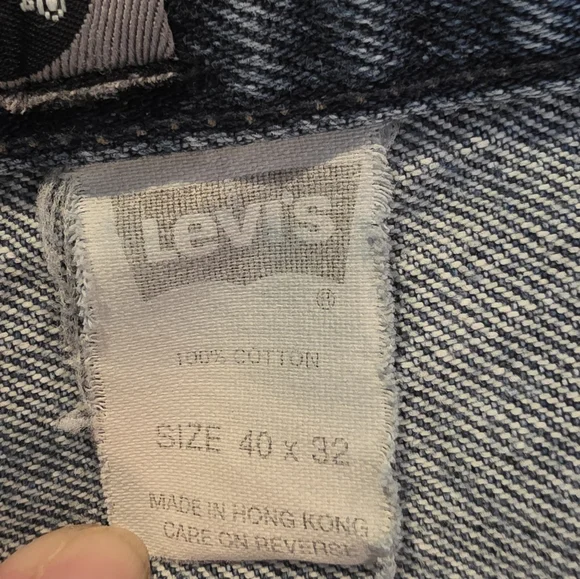 Levi's
®
100% COTTON
SIZE 40 x 32
MADE IN HONG KONG
CARE ON REVERSE